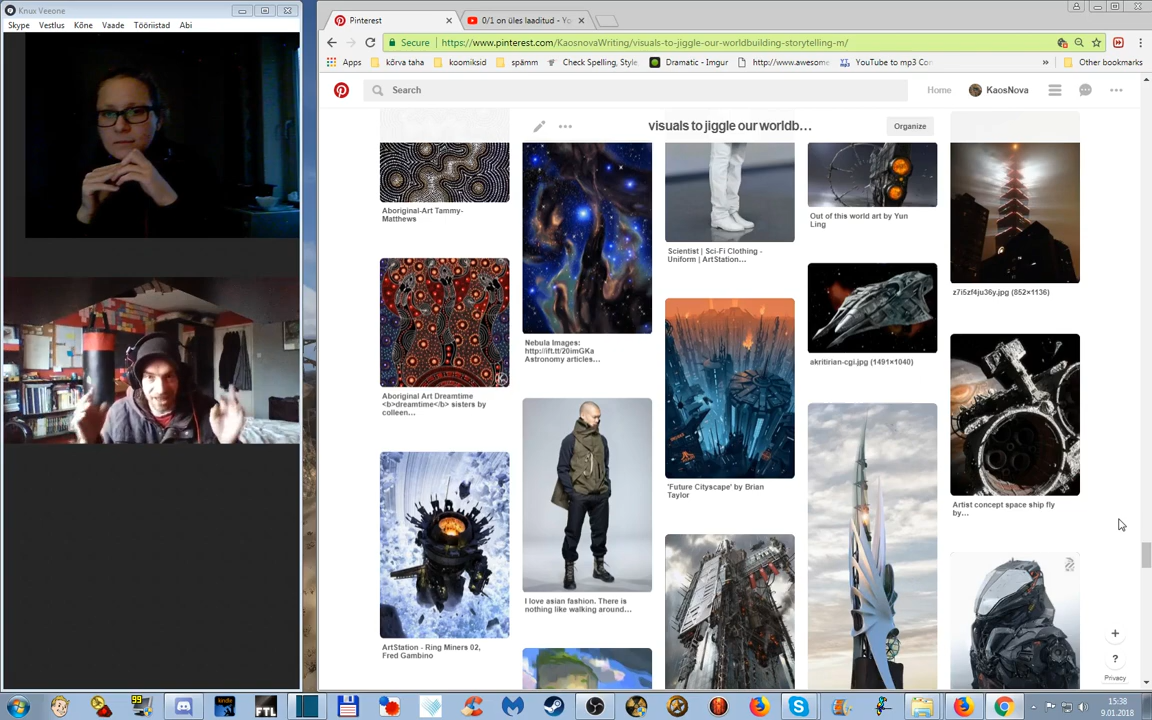 Knux Veeone
Skype Vestlus Kõne Vaade Tööriistad Abi
Pinterest
0/1 on üles laaditud - Yo
Secure https://www.pinterest.com/KaosnovaWriting/visuals-to-jiggle-our-worldbuilding-storytelling-m/
Apps kõrva taha koomiksid spämm Check Spelling, Style, Dramatic - Imgur http://www.awesome YouTube to mp3 Con » Other bookmarks
Search
Home KaosNova
visuals to jiggle our worldb...
Organize
Aboriginal-Art Tammy-
Matthews
Aboriginal Art Dreamtime
<b>dreamtime</b> sisters by
colleen...
ArtStation - Ring Miners 02,
Fred Gambino
Nebula Images:
http://ift.tt/20imGKa
Astronomy articles...
I love asian fashion. There is
nothing like walking around...
Scientist | Sci-Fi Clothing -
Uniform | ArtStation...
'Future Cityscape' by Brian
Taylor
Out of this world art by Yun
Ling
akritirian-cgi.jpg (1491×1040)
z7i5zf4ju36y.jpg (852×1136)
Artist concept space ship fly
by...
+
?
Privacy
99
kindle
FTL
15:38
9.01.2018